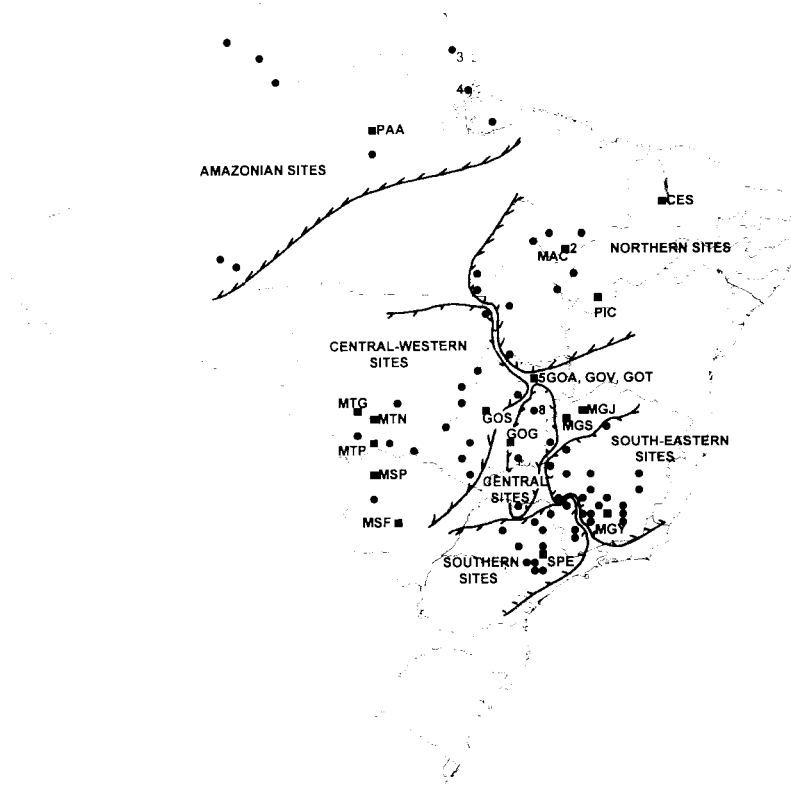 3
4
PAA
AMAZONIAN SITES
CES
2
MAC
NORTHERN SITES
PIC
CENTRAL-WESTERN
SITES
5GOA, GOV, GOT
MTG
MTN
GOS
8
MGJ
MGS
GOG
SOUTH-EASTERN
SITES
MTP
MSP
CENTRAL
SITES
MSF
MGY
SOUTHERN
SITES
SPE